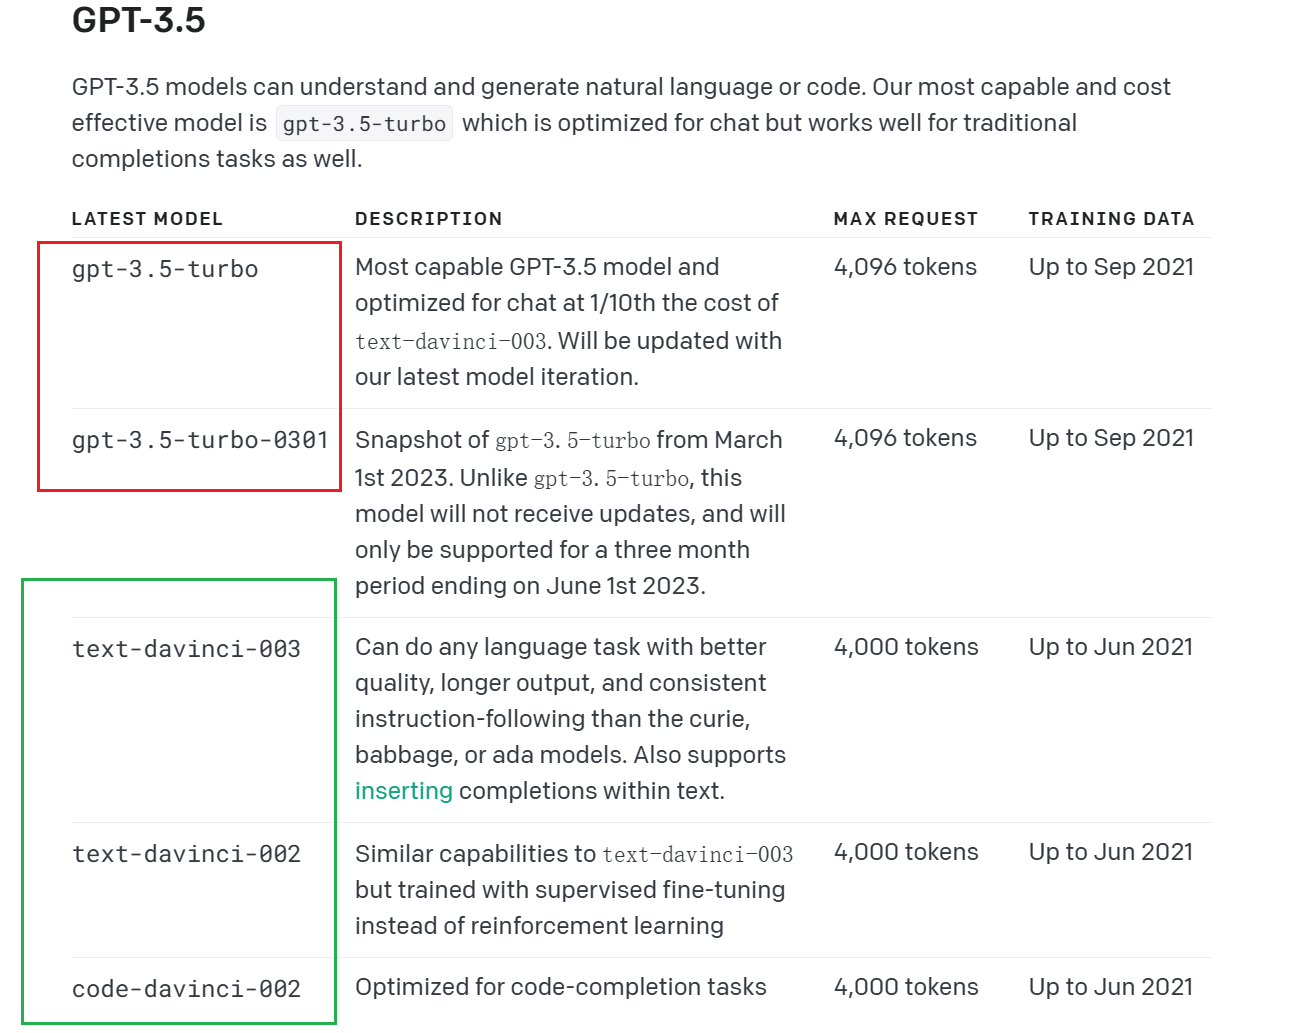 GPT-3.5
GPT-3.5 models can understand and generate natural language or code. Our most capable and cost
effective model is gpt-3.5-turbo which is optimized for chat but works well for traditional
completions tasks as well.
LATEST MODEL DESCRIPTION MAX REQUEST TRAINING DATA
gpt-3.5-turbo Most capable GPT-3.5 model and 4,096 tokens Up to Sep 2021
optimized for chat at 1/10th the cost of
text-davinci-003. Will be updated with
our latest model iteration.
gpt-3.5-turbo-0301 Snapshot of gpt-3.5-turbo from March 4,096 tokens Up to Sep 2021
1st 2023. Unlike gpt-3.5-turbo, this
model will not receive updates, and will
only be supported for a three month
period ending on June 1st 2023.
text-davinci-003 Can do any language task with better 4,000 tokens Up to Jun 2021
quality, longer output, and consistent
instruction-following than the curie,
babbage, or ada models. Also supports
inserting completions within text.
text-davinci-002 Similar capabilities to text-davinci-003 4,000 tokens Up to Jun 2021
but trained with supervised fine-tuning
instead of reinforcement learning
code-davinci-002 Optimized for code-completion tasks 4,000 tokens Up to Jun 2021